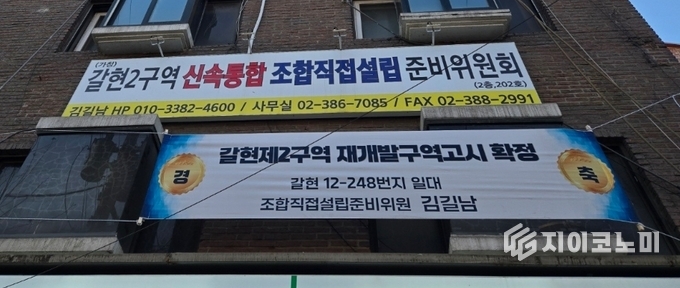 (가칭)
갈현2구역 신속통합 조합직접설립 준비위원회
(2층,202호)
김길남 HP 010-3382-4600 / 사무실 02-386-7085 / FAX 02-388-2991
갈현제2구역 재개발구역고시 확정
경 축
갈현 12-248번지 일대
조합직접설립준비위원 김길남
지이코노미